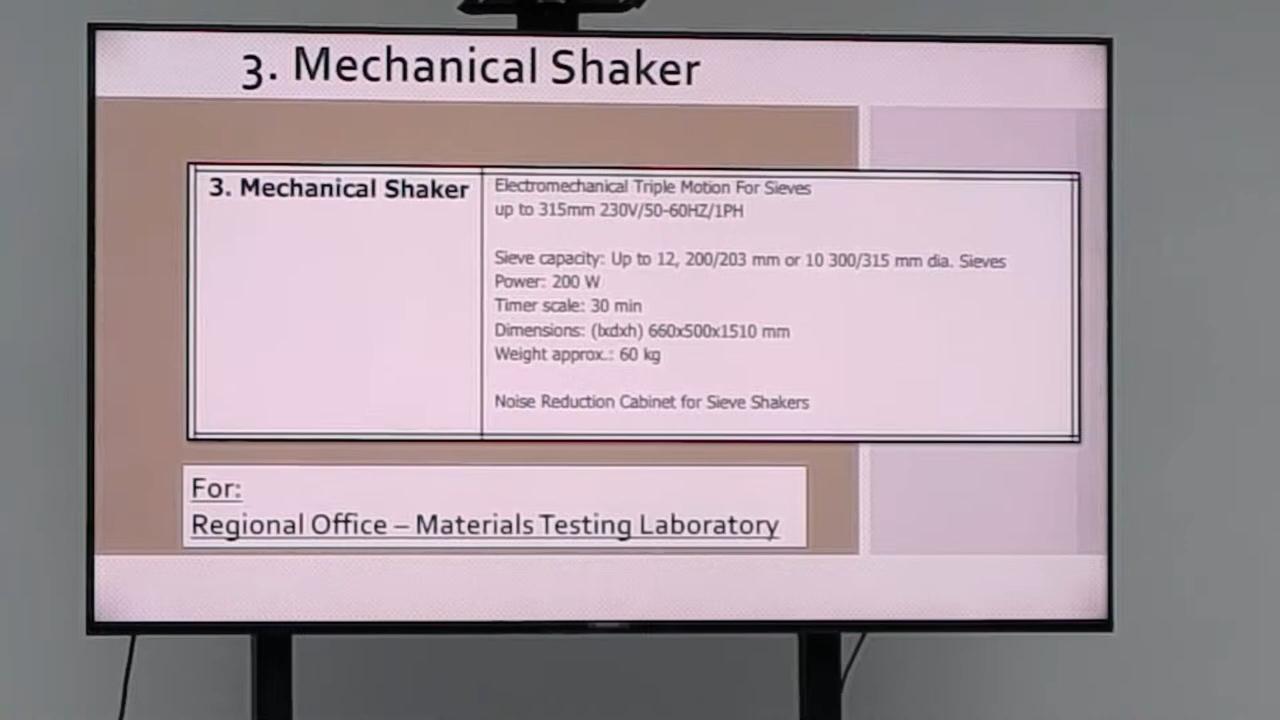 3. Mechanical Shaker
3. Mechanical Shaker
Electromechanical Triple Motion For Sieves
up to 315mm 230V/50-60HZ/1PH
Sieve capacity: Up to 12, 200/203 mm or 10 300/315 mm dia. Sieves
Power: 200 W
Timer scale: 30 min
Dimensions: (lxdxh) 660x500x1510 mm
Weight approx.: 60 kg
Noise Reduction Cabinet for Sieve Shakers
For:
Regional Office – Materials Testing Laboratory